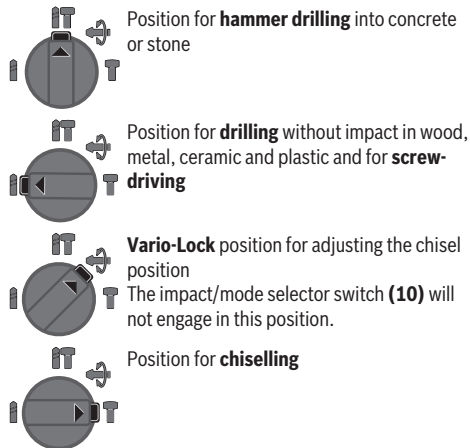 Position for hammer drilling into concrete
or stone
Position for drilling without impact in wood,
metal, ceramic and plastic and for screw-
driving
Vario-Lock position for adjusting the chisel
position
The impact/mode selector switch (10) will
not engage in this position.
Position for chiselling